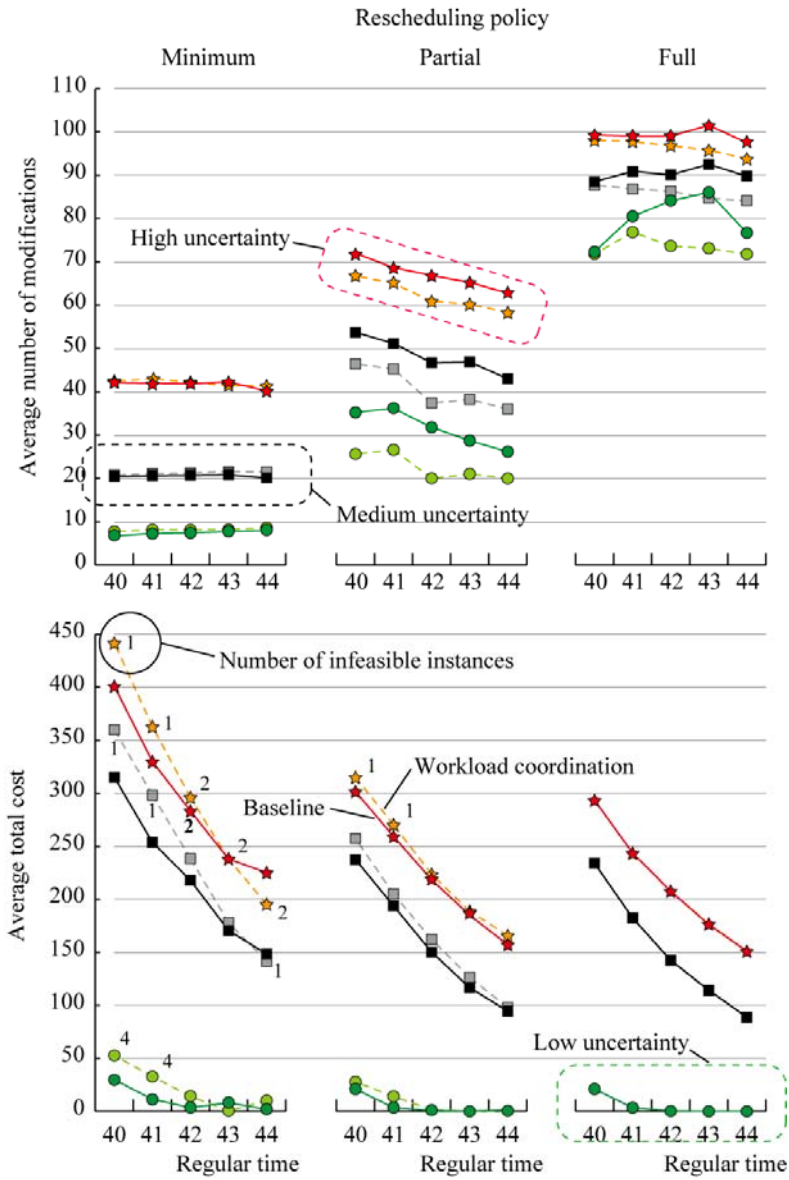 Rescheduling policy
Minimum Partial Full
Average number of modifications
110
100
90
80
70
60
50
40
30
20
10
0
High uncertainty
Medium uncertainty
40 41 42 43 44 40 41 42 43 44 40 41 42 43 44
Average total cost
450
400
350
300
250
200
150
100
50
0
1
Number of infeasible instances
1
1
1
2
2
2
2
1
4
4
1
1
Workload coordination
Baseline
Low uncertainty
40 41 42 43 44 40 41 42 43 44 40 41 42 43 44
Regular time Regular time Regular time